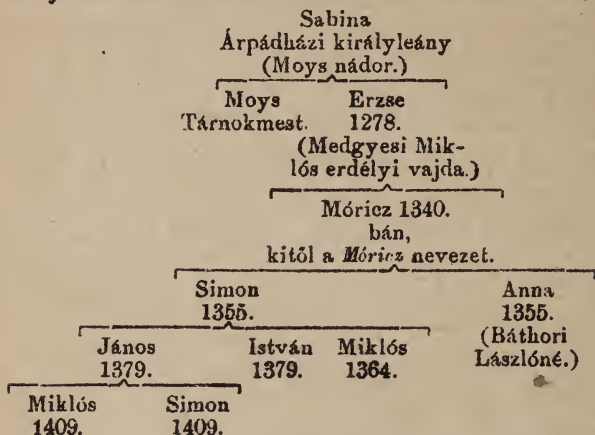 Sabina
Árpádházi királyleány
(Moys nádor.)
Moys Erzse
Tárnokmest. 1278.
(Medgyesi Mik-
lós erdélyi vajda.)
Móricz 1340.
bán,
kitől a Móricz nevezet.
Simon Anna
1355. 1355.
(Báthori
Lászlóné.)
János István Miklós
1379. 1379. 1364.
Miklós Simon
1409. 1409.